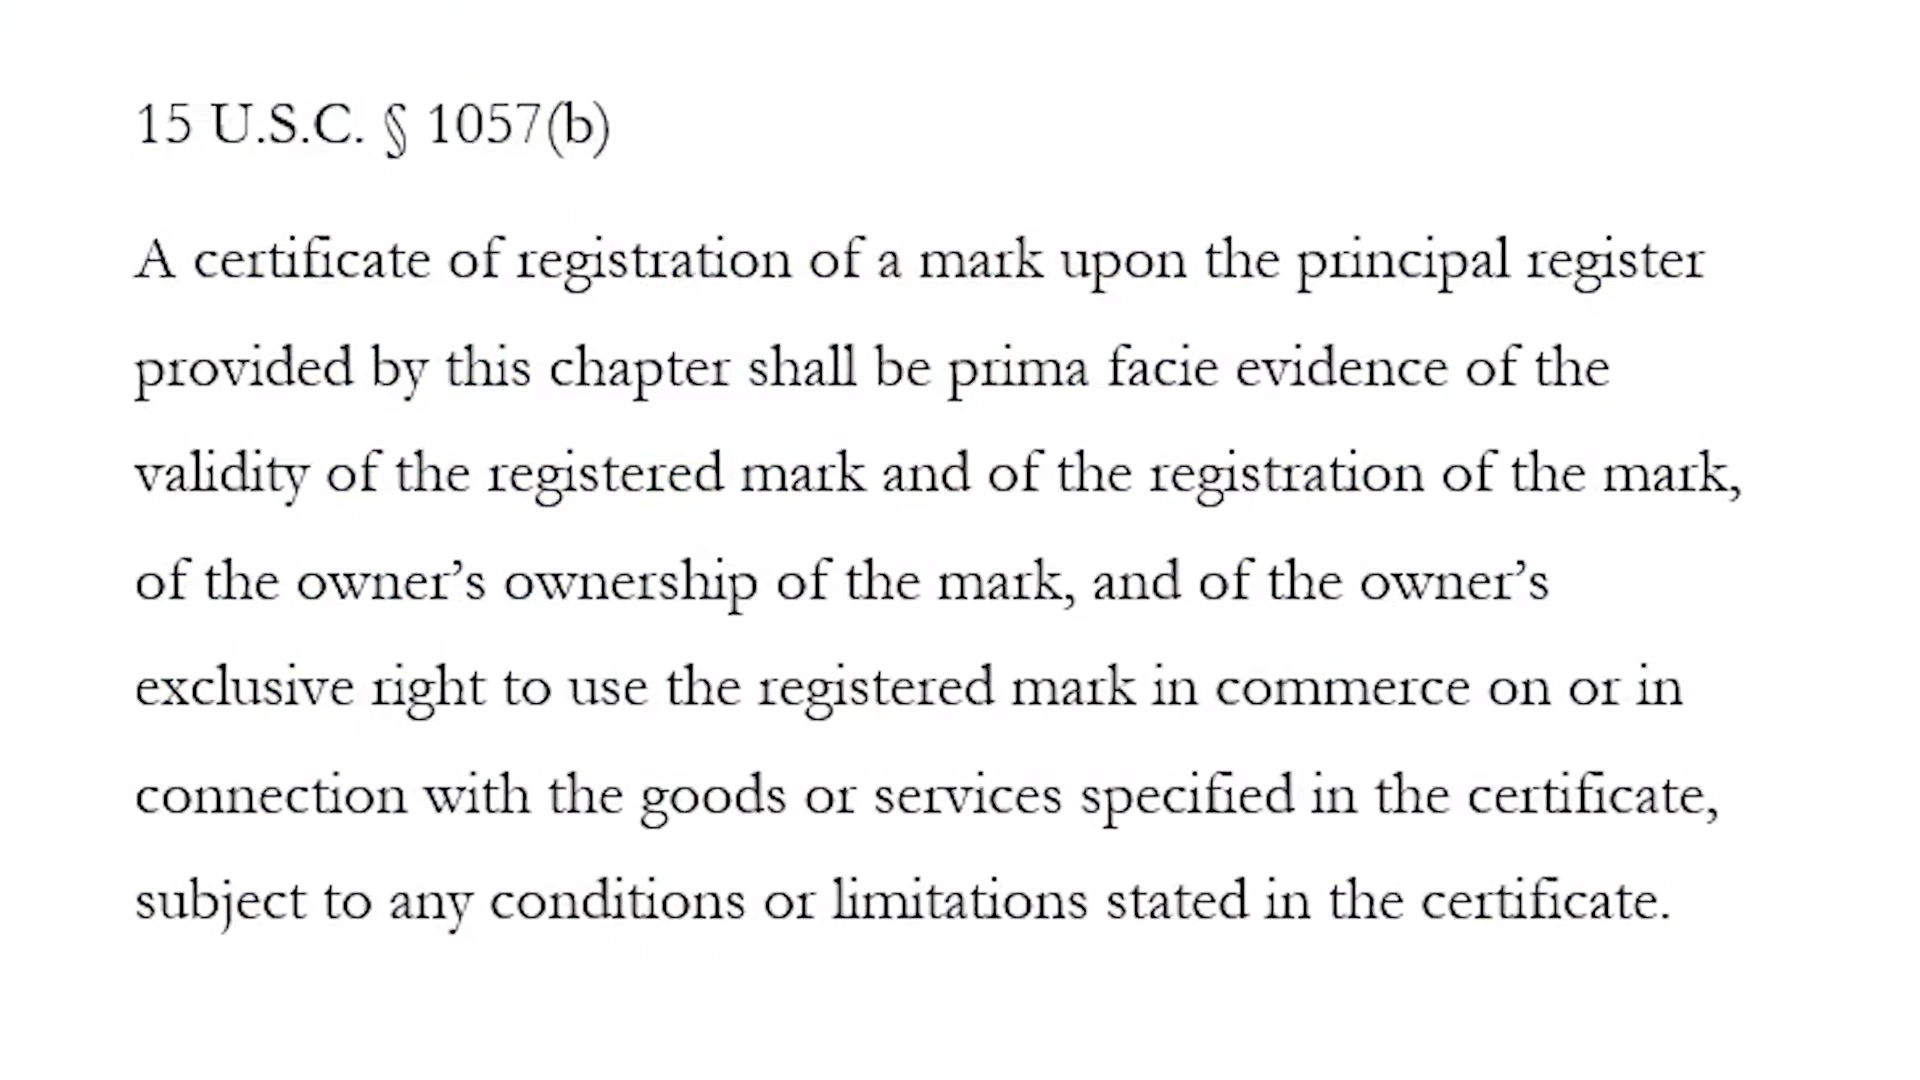 15 U.S.C. § 1057(b)
A certificate of registration of a mark upon the principal register
provided by this chapter shall be prima facie evidence of the
validity of the registered mark and of the registration of the mark,
of the owner’s ownership of the mark, and of the owner’s
exclusive right to use the registered mark in commerce on or in
connection with the goods or services specified in the certificate,
subject to any conditions or limitations stated in the certificate.